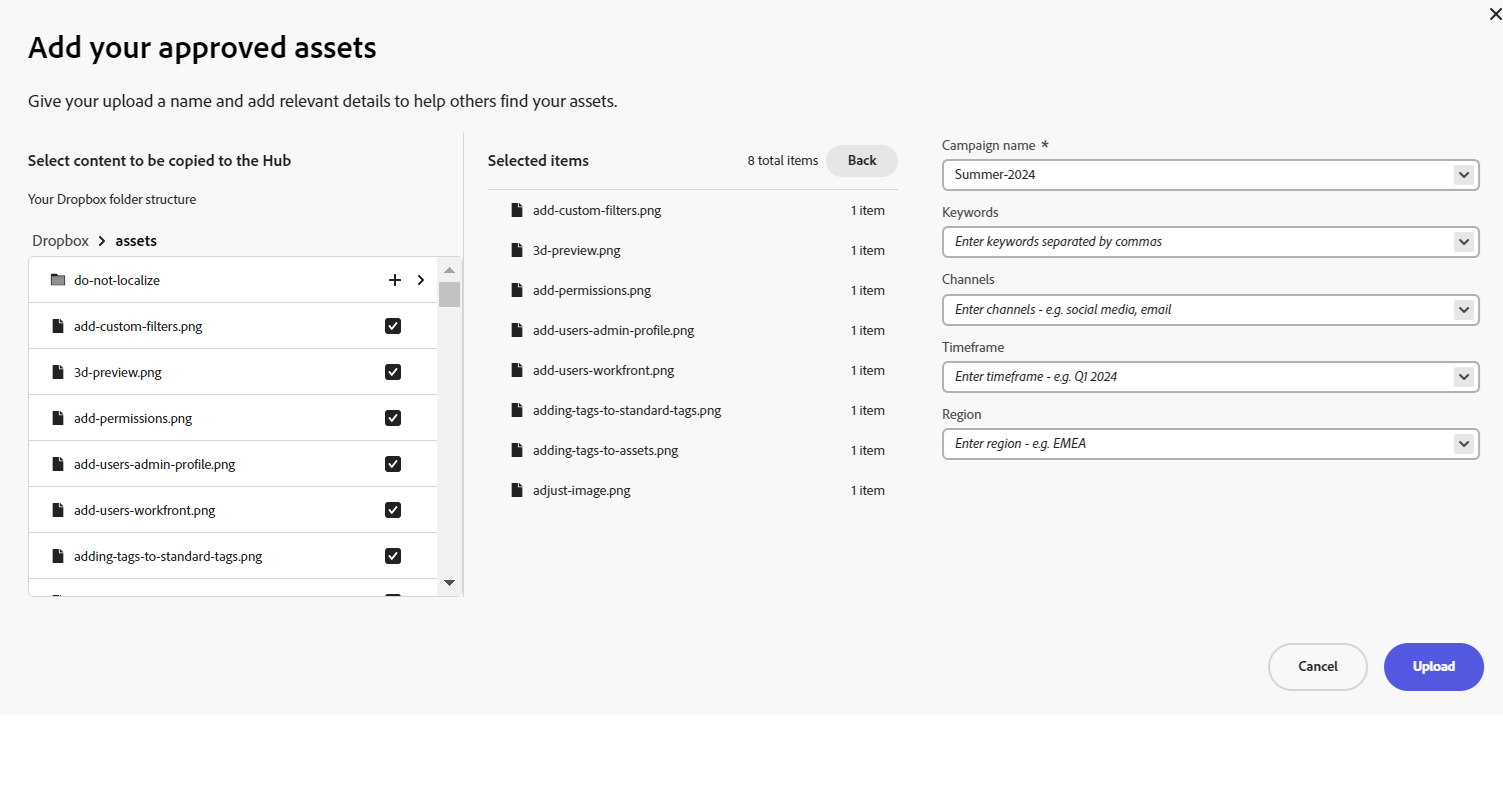 Add your approved assets
Give your upload a name and add relevant details to help others find your assets.
Select content to be copied to the Hub
Your Dropbox folder structure
Dropbox > assets
do-not-localize
add-custom-filters.png
3d-preview.png
add-permissions.png
add-users-admin-profile.png
add-users-workfront.png
adding-tags-to-standard-tags.png
Selected items 8 total items Back
add-custom-filters.png 1 item
3d-preview.png 1 item
add-permissions.png 1 item
add-users-admin-profile.png 1 item
add-users-workfront.png 1 item
adding-tags-to-standard-tags.png 1 item
adding-tags-to-assets.png 1 item
adjust-image.png 1 item
Campaign name *
Summer-2024
Keywords
Enter keywords separated by commas
Channels
Enter channels - e.g. social media, email
Timeframe
Enter timeframe - e.g. Q1 2024
Region
Enter region - e.g. EMEA
Cancel Upload